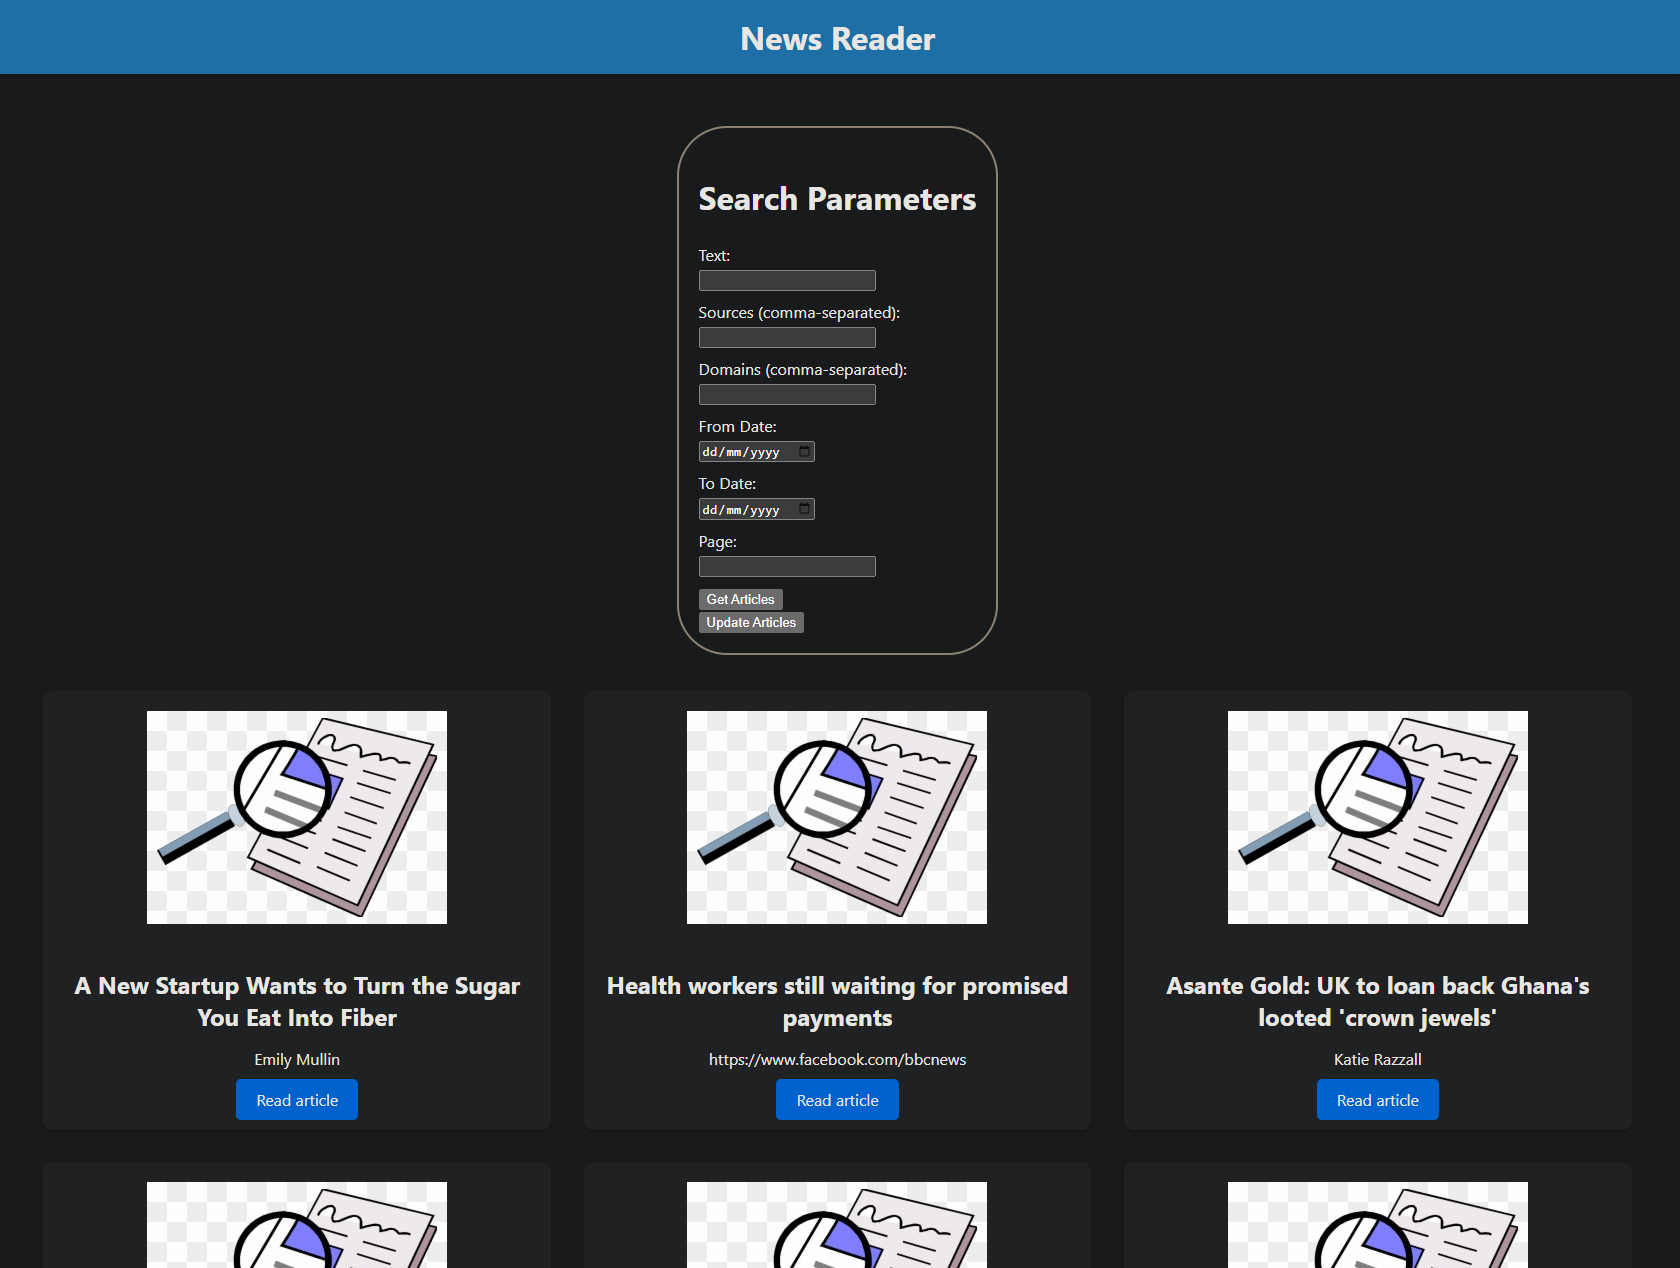 News Reader
Search Parameters
Text:
Sources (comma-separated):
Domains (comma-separated):
From Date:
dd/mm/yyyy
To Date:
dd/mm/yyyy
Page:
Get Articles
Update Articles
A New Startup Wants to Turn the Sugar
You Eat Into Fiber
Emily Mullin
Read article
Health workers still waiting for promised
payments
https://www.facebook.com/bbcnews
Read article
Asante Gold: UK to loan back Ghana's
looted 'crown jewels'
Katie Razzall
Read article